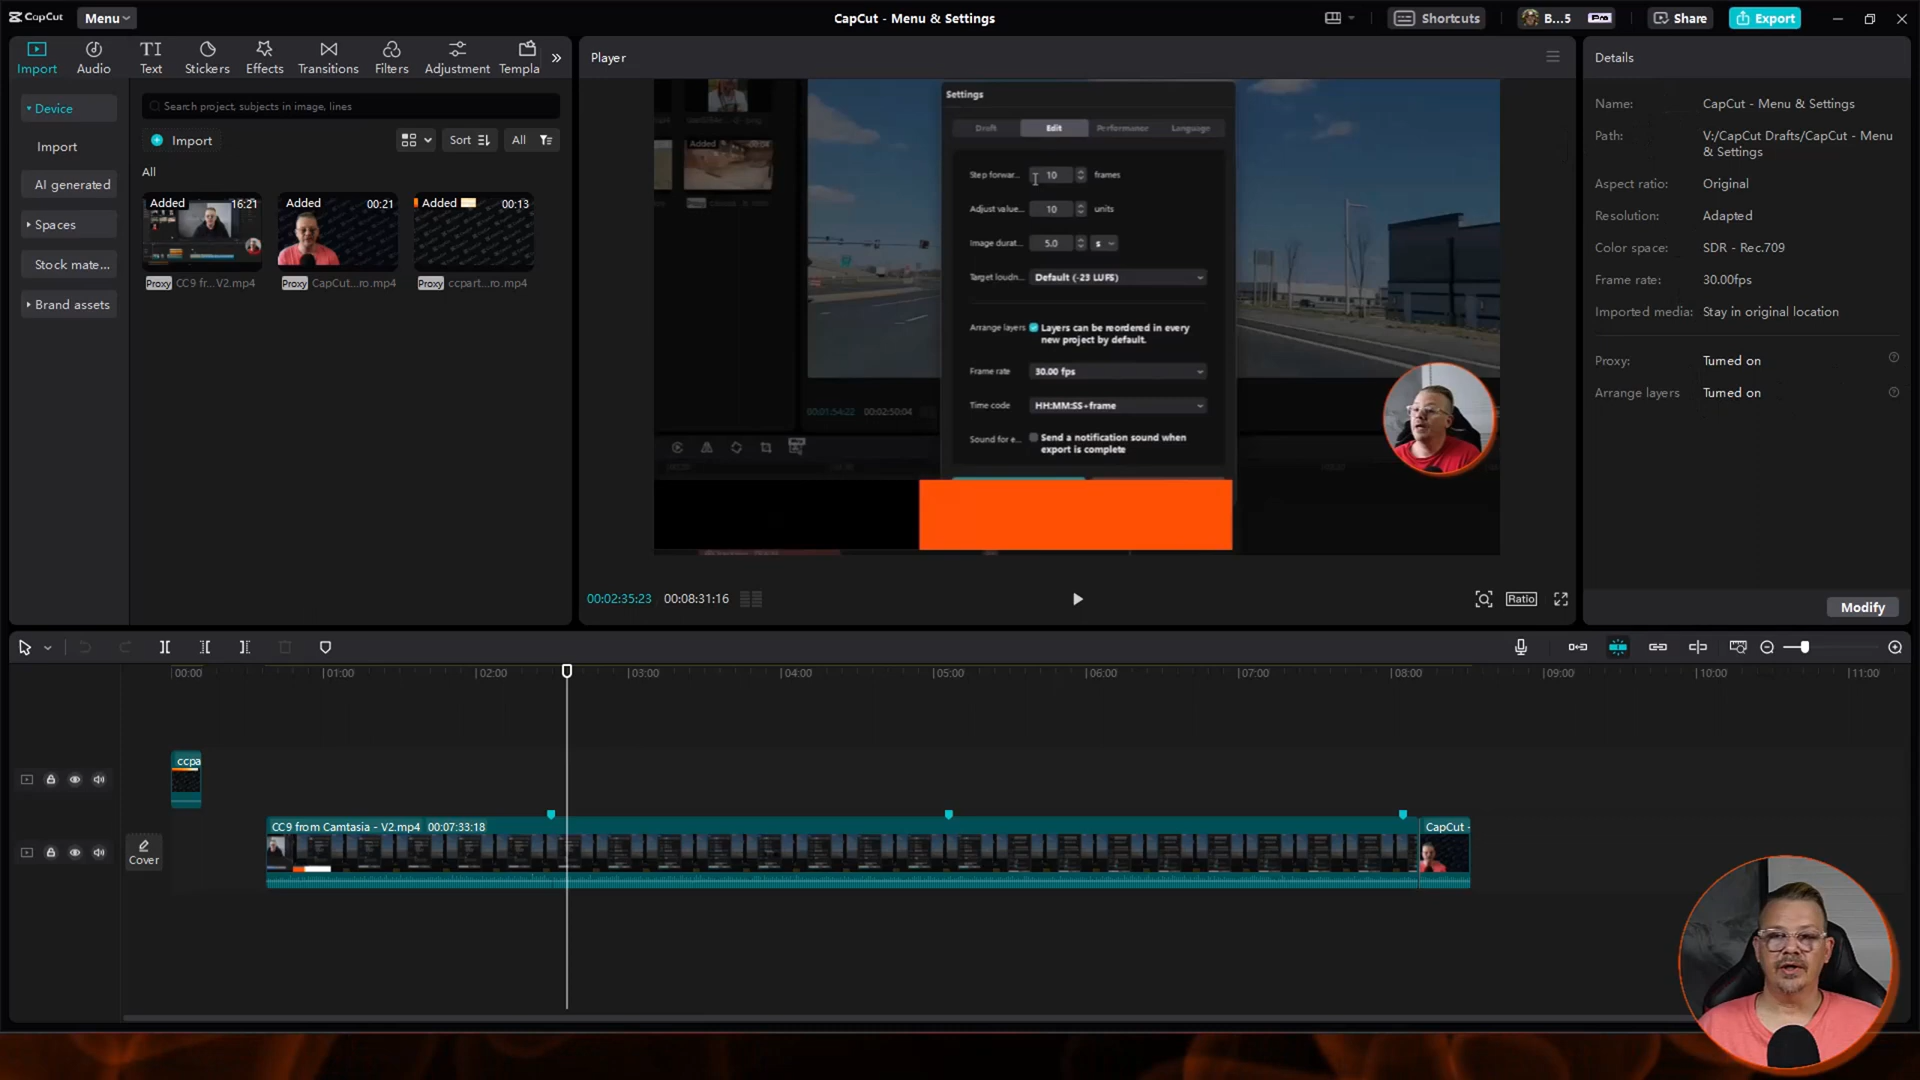 CapCut
Menu
CapCut - Menu & Settings
Shortcuts
B...5
Pro
Share
Export
Import
Audio
Text
Stickers
Effects
Transitions
Filters
Adjustment
Templa
Player
Details
Device
Import
AI generated
Spaces
Stock mate...
Brand assets
Search project, subjects in image, lines
Import
Sort
All
All
Added
16:21
Added
00:21
Added
00:13
Proxy CC9 fr...V2.mp4
Proxy CapCut...ro.mp4
Proxy ccpart...ro.mp4
Settings
Draft
Edit
Performance
Language
Step forwar...
10
frames
Adjust value...
10
units
Image durat...
5.0
s
Target loudn...
Default (-23 LUFS)
Arrange layers
Layers can be reordered in every
new project by default.
Frame rate
30.00 fps
Time code
HH:MM:SS+frame
Sound for e...
Send a notification sound when
export is complete
Added
00:01:54:22
00:02:50:04
00:02:35:23
00:08:31:16
Ratio
Name:
CapCut - Menu & Settings
Path:
V:/CapCut Drafts/CapCut - Menu
& Settings
Aspect ratio:
Original
Resolution:
Adapted
Color space:
SDR - Rec.709
Frame rate:
30.00fps
Imported media:
Stay in original location
Proxy:
Turned on
Arrange layers
Turned on
Modify
00:00
01:00
02:00
03:00
04:00
05:00
06:00
07:00
08:00
09:00
10:00
11:00
ccpa
Cover
CC9 from Camtasia - V2.mp4 00:07:33:18
CapCut -